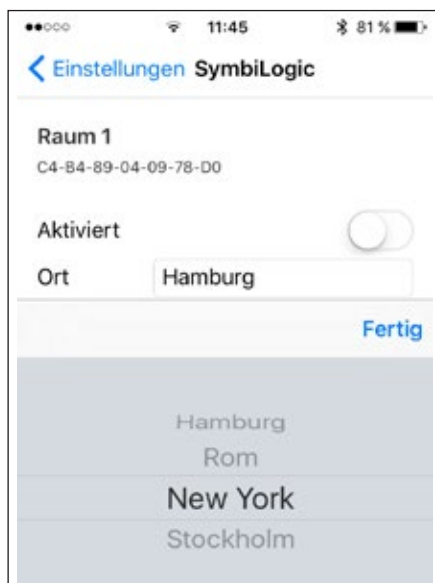 11:45 81 %
Einstellungen SymbiLogic
Raum 1
C4-B4-89-04-09-78-D0
Aktiviert
Ort Hamburg
Fertig
Hamburg
Rom
New York
Stockholm